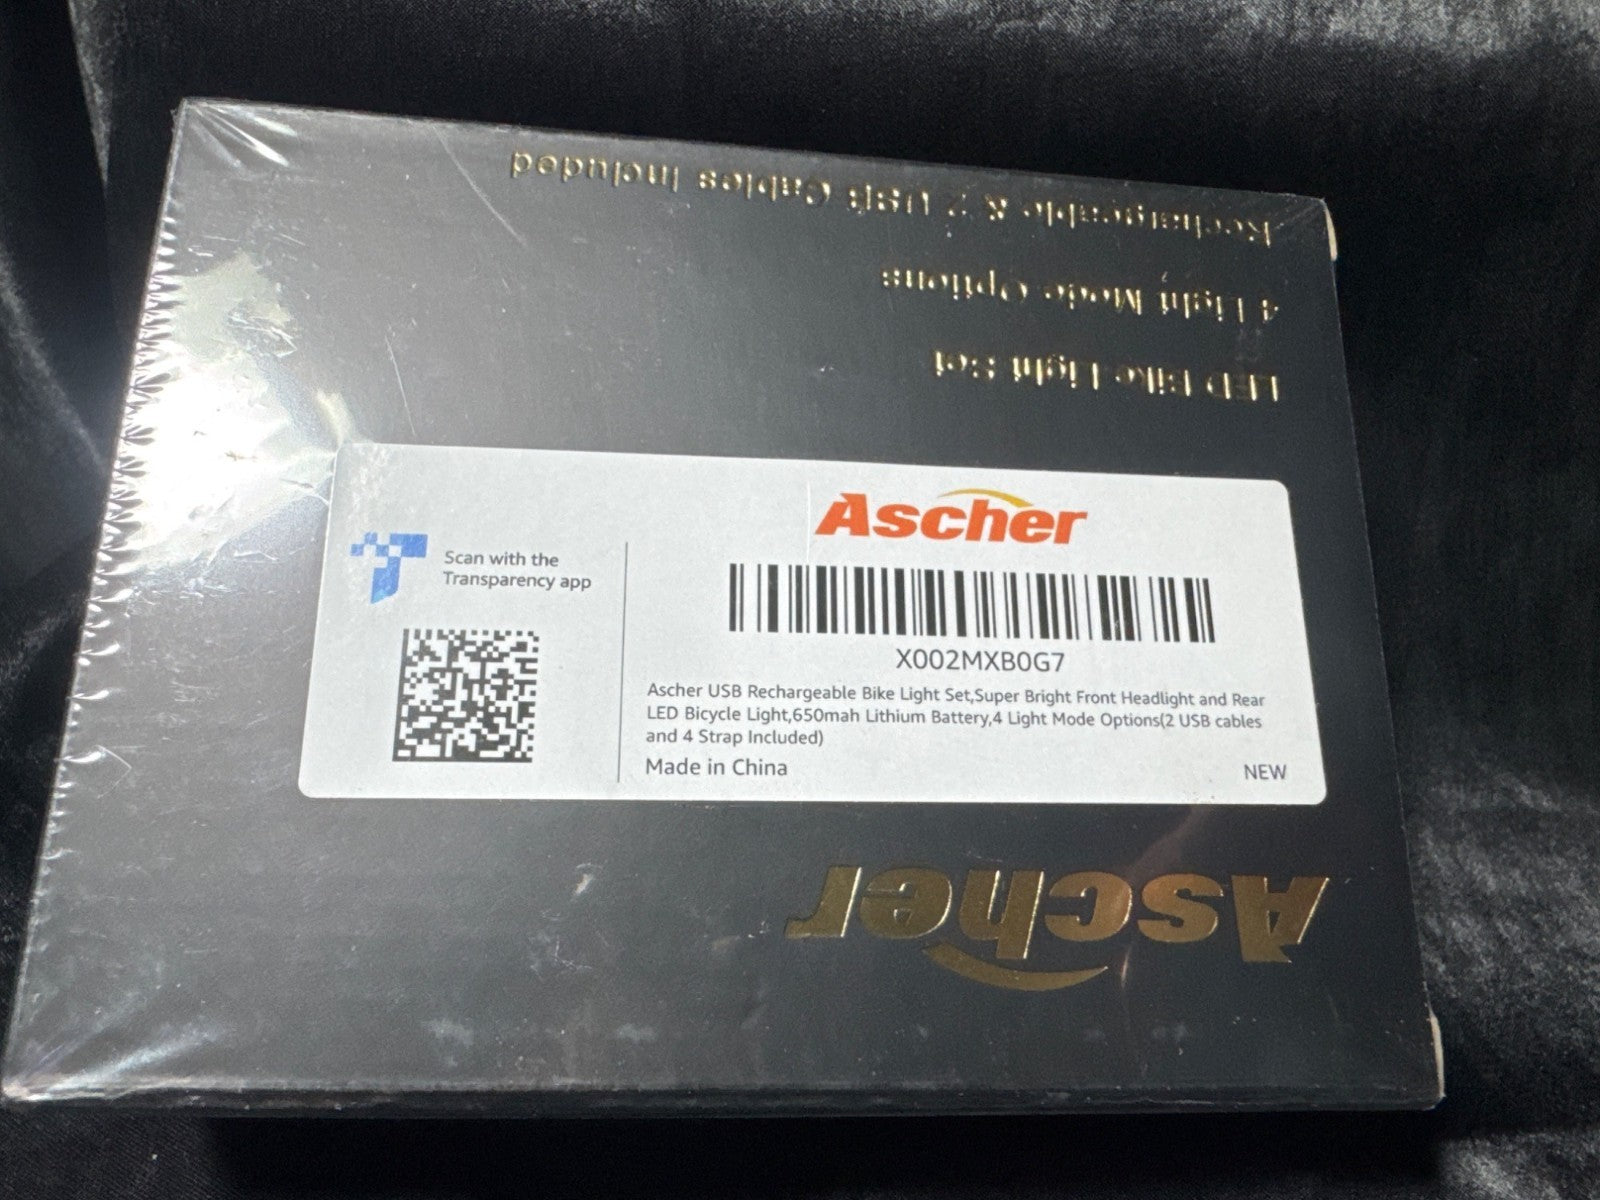 Rechargeable & 2 USB Cables Included
4 Light Mode Options
LED Bike Light Set
Ascher
Scan with the
Transparency app
X002MXB0G7
Ascher USB Rechargeable Bike Light Set,Super Bright Front Headlight and Rear
LED Bicycle Light,650mah Lithium Battery,4 Light Mode Options(2 USB cables
and 4 Strap Included)
Made in China
NEW
Ascher